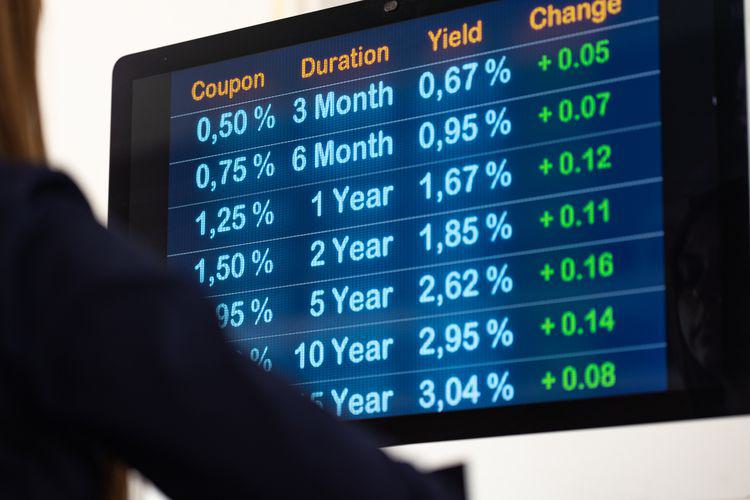 Coupon Duration Yield Change
0,50 % 3 Month 0,67 % + 0.05
0,75 % 6 Month 0,95 % + 0.07
1,25 % 1 Year 1,67 % + 0.12
1,50 % 2 Year 1,85 % + 0.11
95 % 5 Year 2,62 % + 0.16
% 10 Year 2,95 % + 0.14
5 Year 3,04 % + 0.08